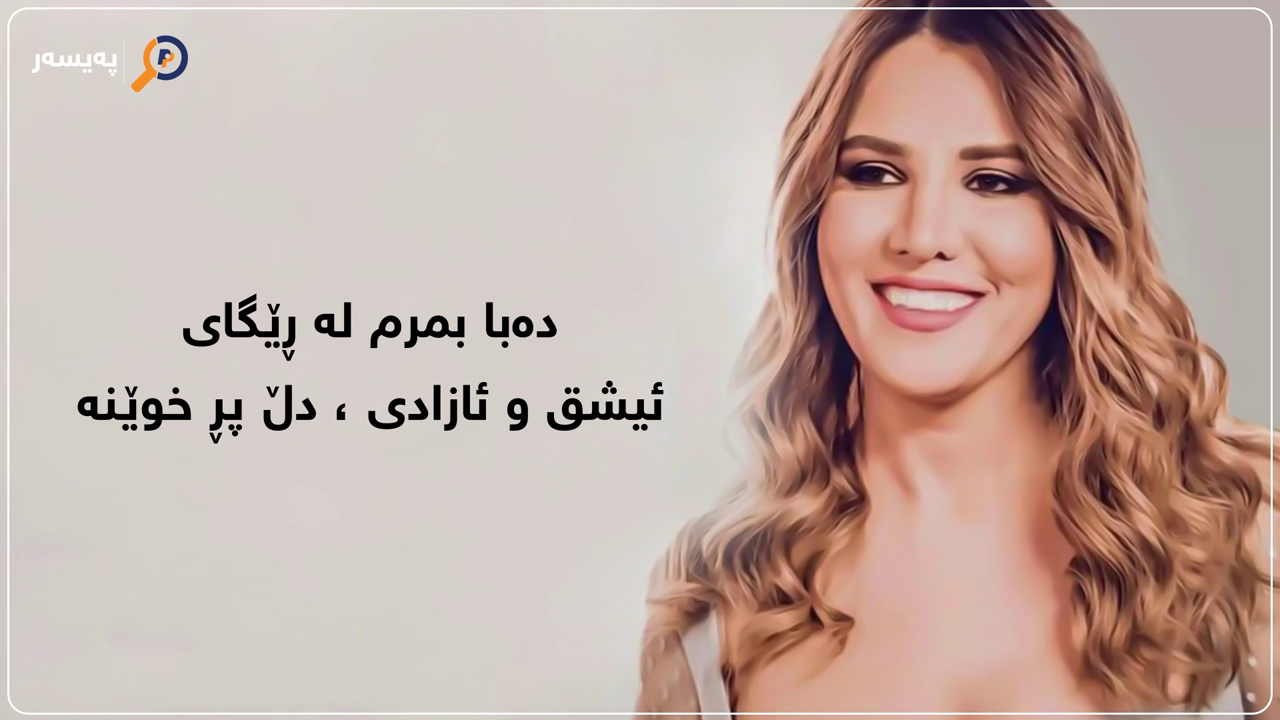 پەیسەر
دەبا بمرم لە ڕێگای
ئیشق و ئازادی ، دڵ پڕ خوێنە